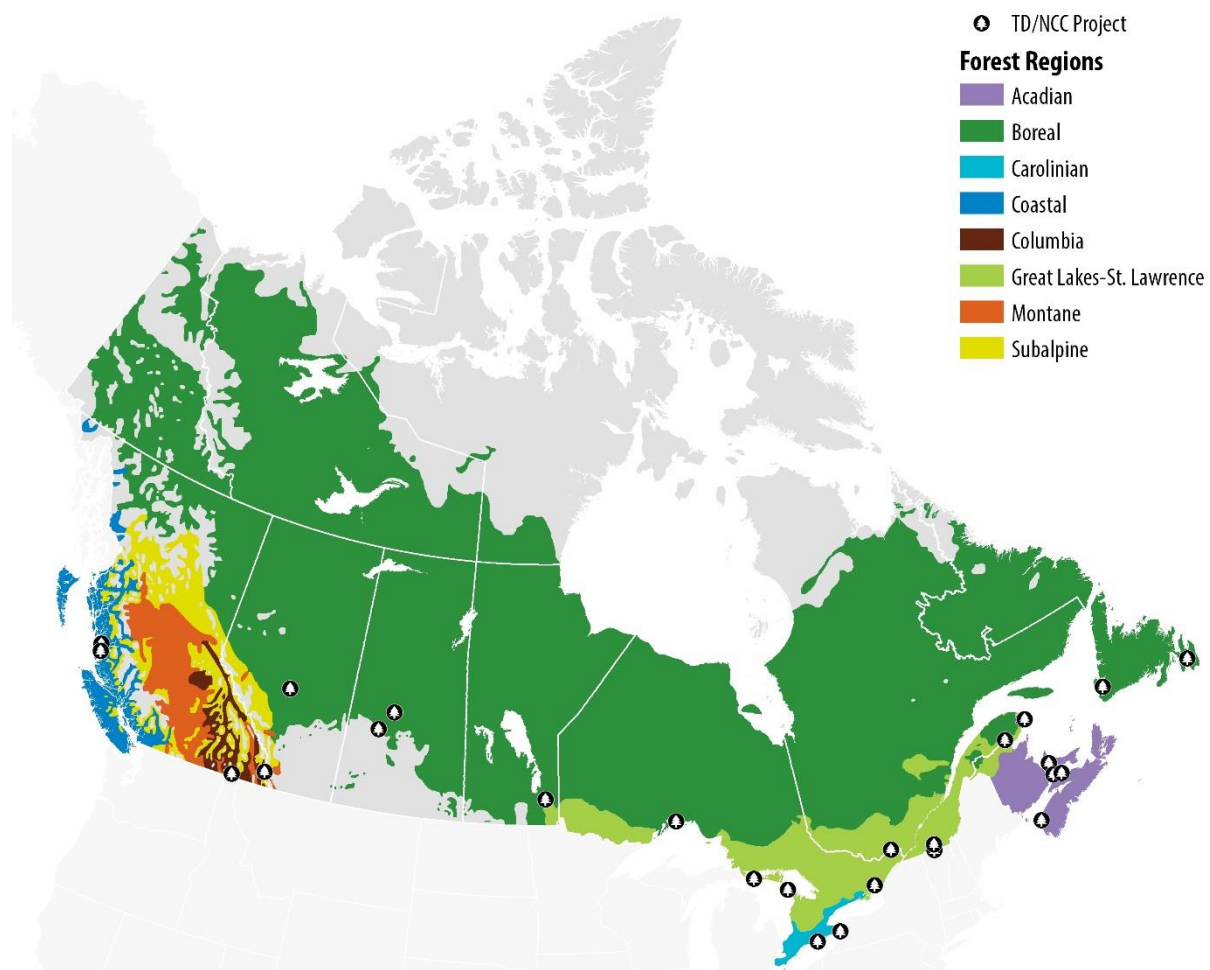 TD/NCC Project
Forest Regions
Acadian
Boreal
Carolinian
Coastal
Columbia
Great Lakes-St. Lawrence
Montane
Subalpine